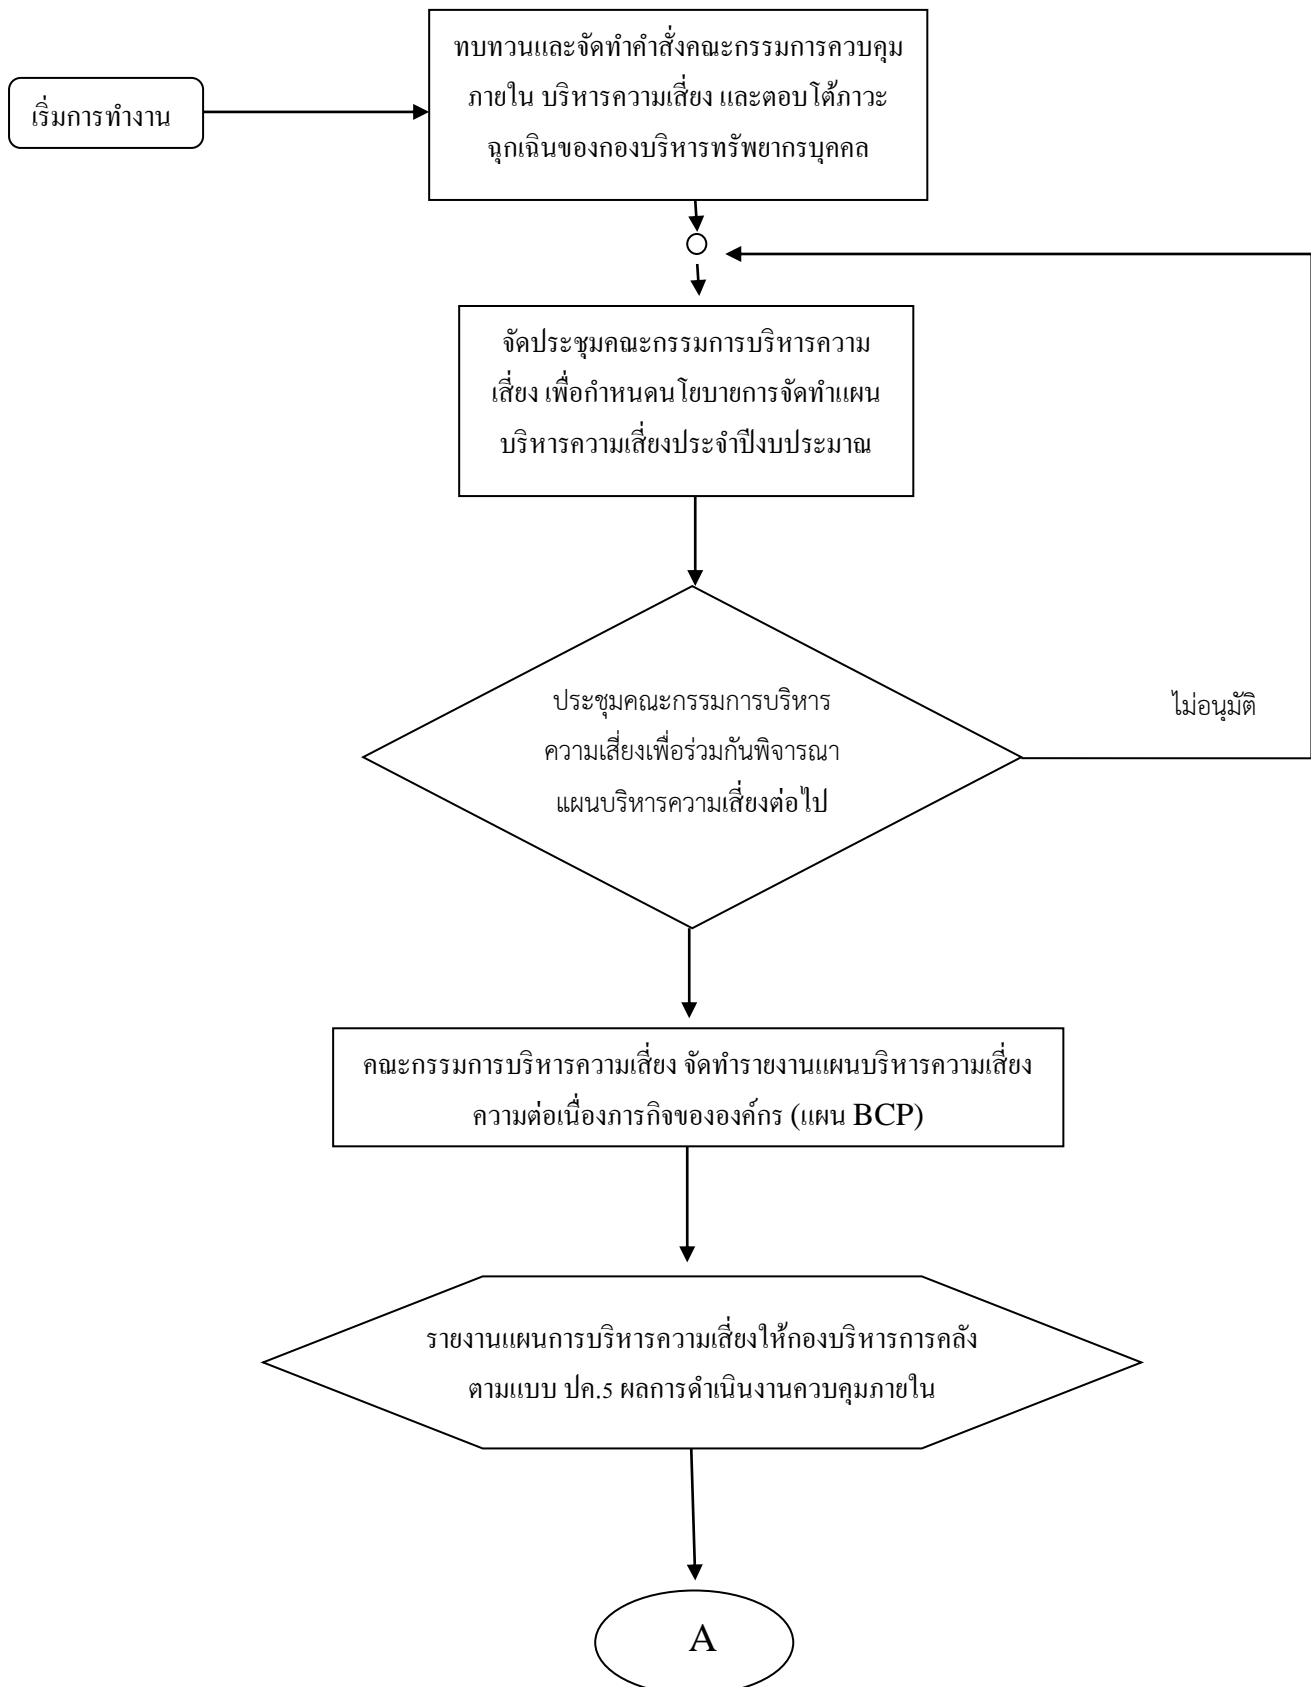 เริ่มการทำงาน
ทบทวนและจัดทำคำสั่งคณะกรรมการควบคุม
ภายใน บริหารความเสี่ยง และตอบโต้ภาวะ
ฉุกเฉินของกองบริหารทรัพยากรบุคคล
จัดประชุมคณะกรรมการบริหารความ
เสี่ยง เพื่อกำหนดนโยบายการจัดทำแผน
บริหารความเสี่ยงประจำปีงบประมาณ
ประชุมคณะกรรมการบริหาร
ความเสี่ยงเพื่อร่วมกันพิจารณา
แผนบริหารความเสี่ยงต่อไป
ไม่อนุมัติ
คณะกรรมการบริหารความเสี่ยง จัดทำรายงานแผนบริหารความเสี่ยง
ความต่อเนื่องภารกิจขององค์กร (แผน BCP)
รายงานแผนการบริหารความเสี่ยงให้กองบริหารการคลัง
ตามแบบ ปค.5 ผลการดำเนินงานควบคุมภายใน
A